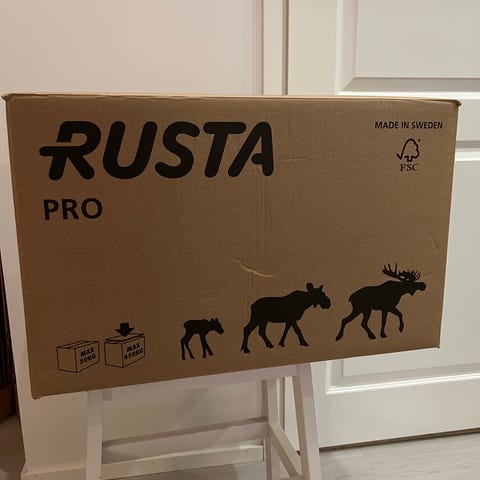 RUSTA
MADE IN SWEDEN
FSC
PRO
MAX
30KG
MAX
450KG